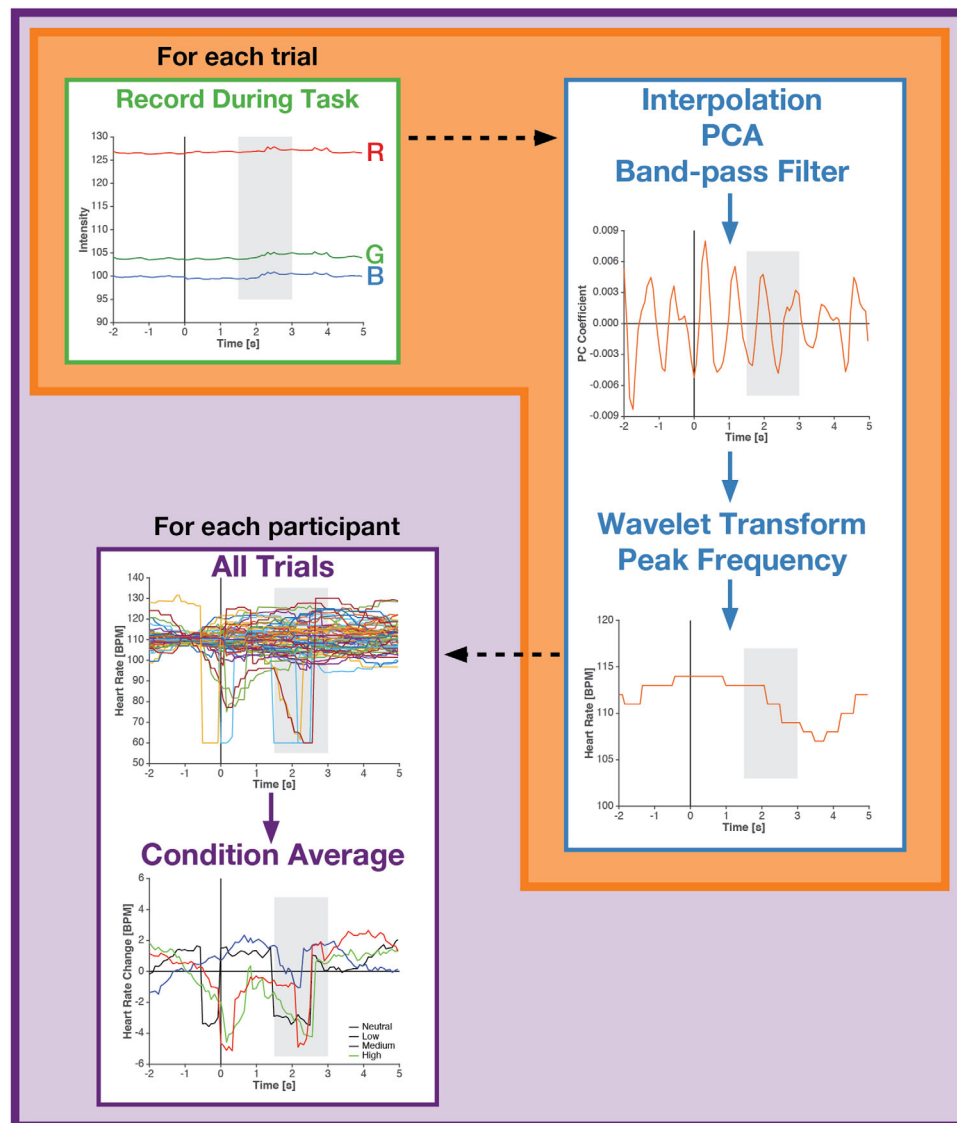 For each trial
Record During Task
130
125
120
115
110
105
100
95
90
Intensity
R
G
B
-2 -1 0 1 2 3 4 5
Time [s]
Interpolation
PCA
Band-pass Filter
0.009
0.006
0.003
0.000
-0.003
-0.006
-0.009
PC Coefficient
-2 -1 0 1 2 3 4 5
Time [s]
Wavelet Transform
Peak Frequency
120
115
110
105
100
Heart Rate [BPM]
-2 -1 0 1 2 3 4 5
Time [s]
For each participant
All Trials
140
130
120
110
100
90
80
70
60
50
Heart Rate [BPM]
-2 -1 0 1 2 3 4 5
Time [s]
Condition Average
6
4
2
0
-2
-4
-6
Heart Rate Change [BPM]
Neutral
Low
Medium
High
-2 -1 0 1 2 3 4 5
Time [s]